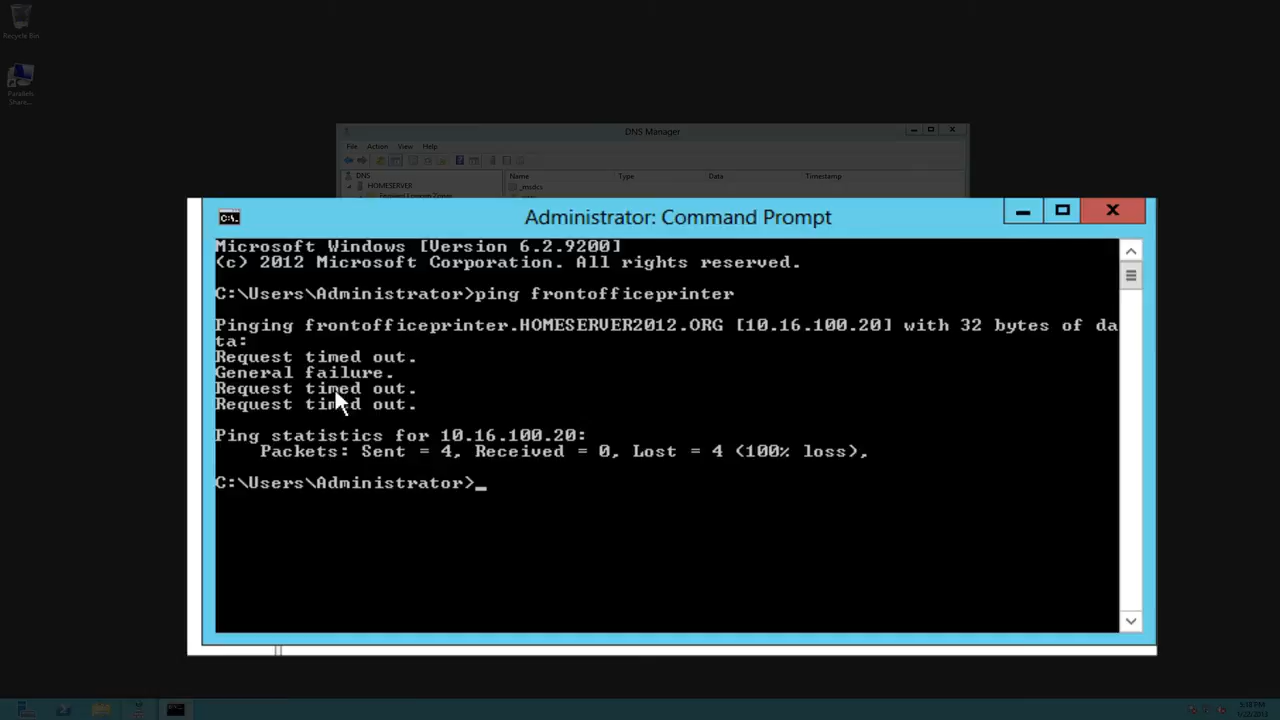 Recycle Bin
Parallels
Share...
DNS Manager
File Action View Help
DNS
HOMESERVER
Name Type Data Timestamp
_msdcs
Administrator: Command Prompt
Microsoft Windows [Version 6.2.9200]
(c) 2012 Microsoft Corporation. All rights reserved.
C:\Users\Administrator>ping frontofficeprinter
Pinging frontofficeprinter.HOMESERVER2012.ORG [10.16.100.20] with 32 bytes of da
ta:
Request timed out.
General failure.
Request timed out.
Request timed out.
Ping statistics for 10.16.100.20:
    Packets: Sent = 4, Received = 0, Lost = 4 (100% loss),
C:\Users\Administrator>_